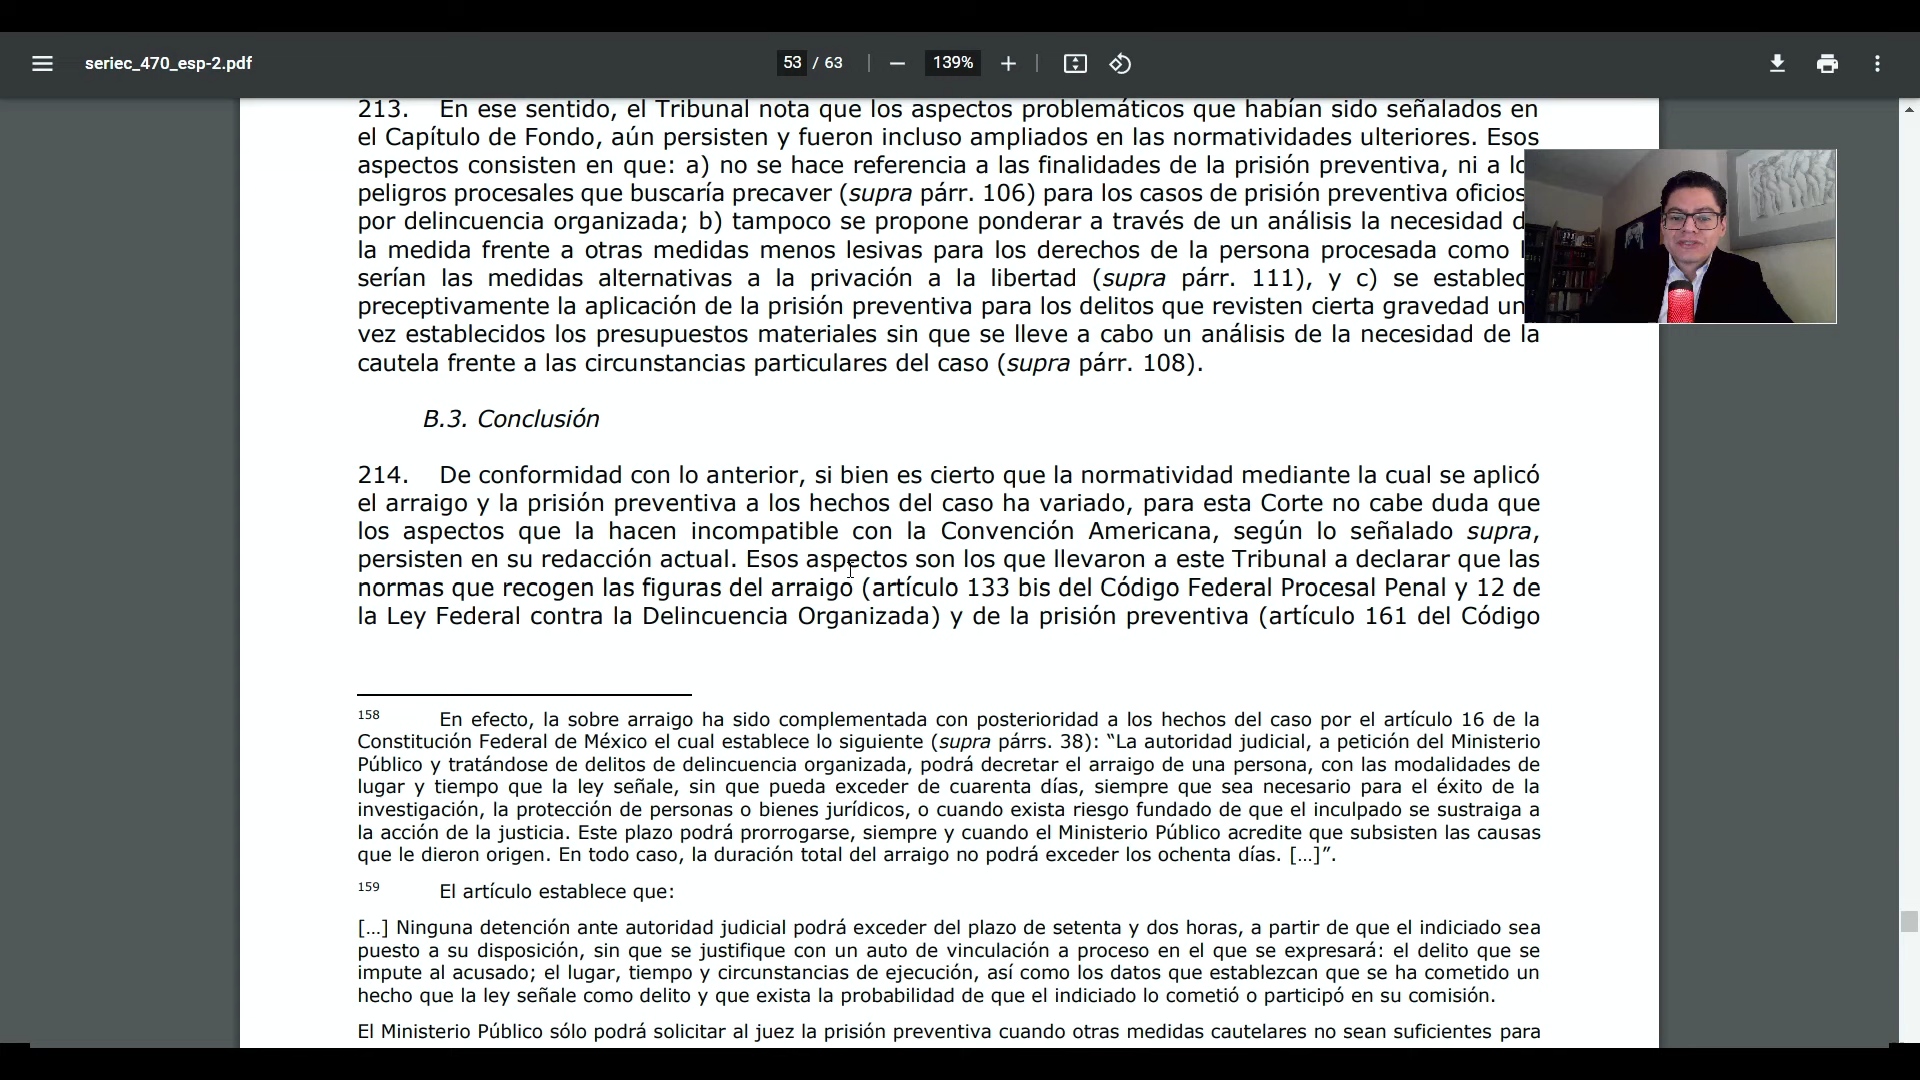 seriec_470_esp-2.pdf
53 / 63
139%
213. En ese sentido, el Tribunal nota que los aspectos problemáticos que habían sido señalados en
el Capítulo de Fondo, aún persisten y fueron incluso ampliados en las normatividades ulteriores. Esos
aspectos consisten en que: a) no se hace referencia a las finalidades de la prisión preventiva, ni a
peligros procesales que buscaría precaver (supra párr. 106) para los casos de prisión preventiva
por delincuencia organizada; b) tampoco se propone ponderar a través de un análisis la necesidad
la medida frente a otras medidas menos lesivas para los derechos de la persona procesada como
serían las medidas alternativas a la privación a la libertad (supra párr. 111), y c) se
preceptivamente la aplicación de la prisión preventiva para los delitos que revisten cierta gravedad
vez establecidos los presupuestos materiales sin que se lleve a cabo un análisis de la necesidad de la
cautela frente a las circunstancias particulares del caso (supra párr. 108).
B.3. Conclusión
214. De conformidad con lo anterior, si bien es cierto que la normatividad mediante la cual se aplicó
el arraigo y la prisión preventiva a los hechos del caso ha variado, para esta Corte no cabe duda que
los aspectos que la hacen incompatible con la Convención Americana, según lo señalado supra,
persisten en su redacción actual. Esos aspectos son los que llevaron a este Tribunal a declarar que las
normas que recogen las figuras del arraigo (artículo 133 bis del Código Federal Procesal Penal y 12 de
la Ley Federal contra la Delincuencia Organizada) y de la prisión preventiva (artículo 161 del Código
158 En efecto, la sobre arraigo ha sido complementada con posterioridad a los hechos del caso por el artículo 16 de la
Constitución Federal de México el cual establece lo siguiente (supra párrs. 38): “La autoridad judicial, a petición del Ministerio
Público y tratándose de delitos de delincuencia organizada, podrá decretar el arraigo de una persona, con las modalidades de
lugar y tiempo que la ley señale, sin que pueda exceder de cuarenta días, siempre que sea necesario para el éxito de la
investigación, la protección de personas o bienes jurídicos, o cuando exista riesgo fundado de que el inculpado se sustraiga a
la acción de la justicia. Este plazo podrá prorrogarse, siempre y cuando el Ministerio Público acredite que subsisten las causas
que le dieron origen. En todo caso, la duración total del arraigo no podrá exceder los ochenta días. […]”.
159 El artículo establece que:
[…] Ninguna detención ante autoridad judicial podrá exceder del plazo de setenta y dos horas, a partir de que el indiciado sea
puesto a su disposición, sin que se justifique con un auto de vinculación a proceso en el que se expresará: el delito que se
impute al acusado; el lugar, tiempo y circunstancias de ejecución, así como los datos que establezcan que se ha cometido un
hecho que la ley señale como delito y que exista la probabilidad de que el indiciado lo cometió o participó en su comisión.
El Ministerio Público sólo podrá solicitar al juez la prisión preventiva cuando otras medidas cautelares no sean suficientes para